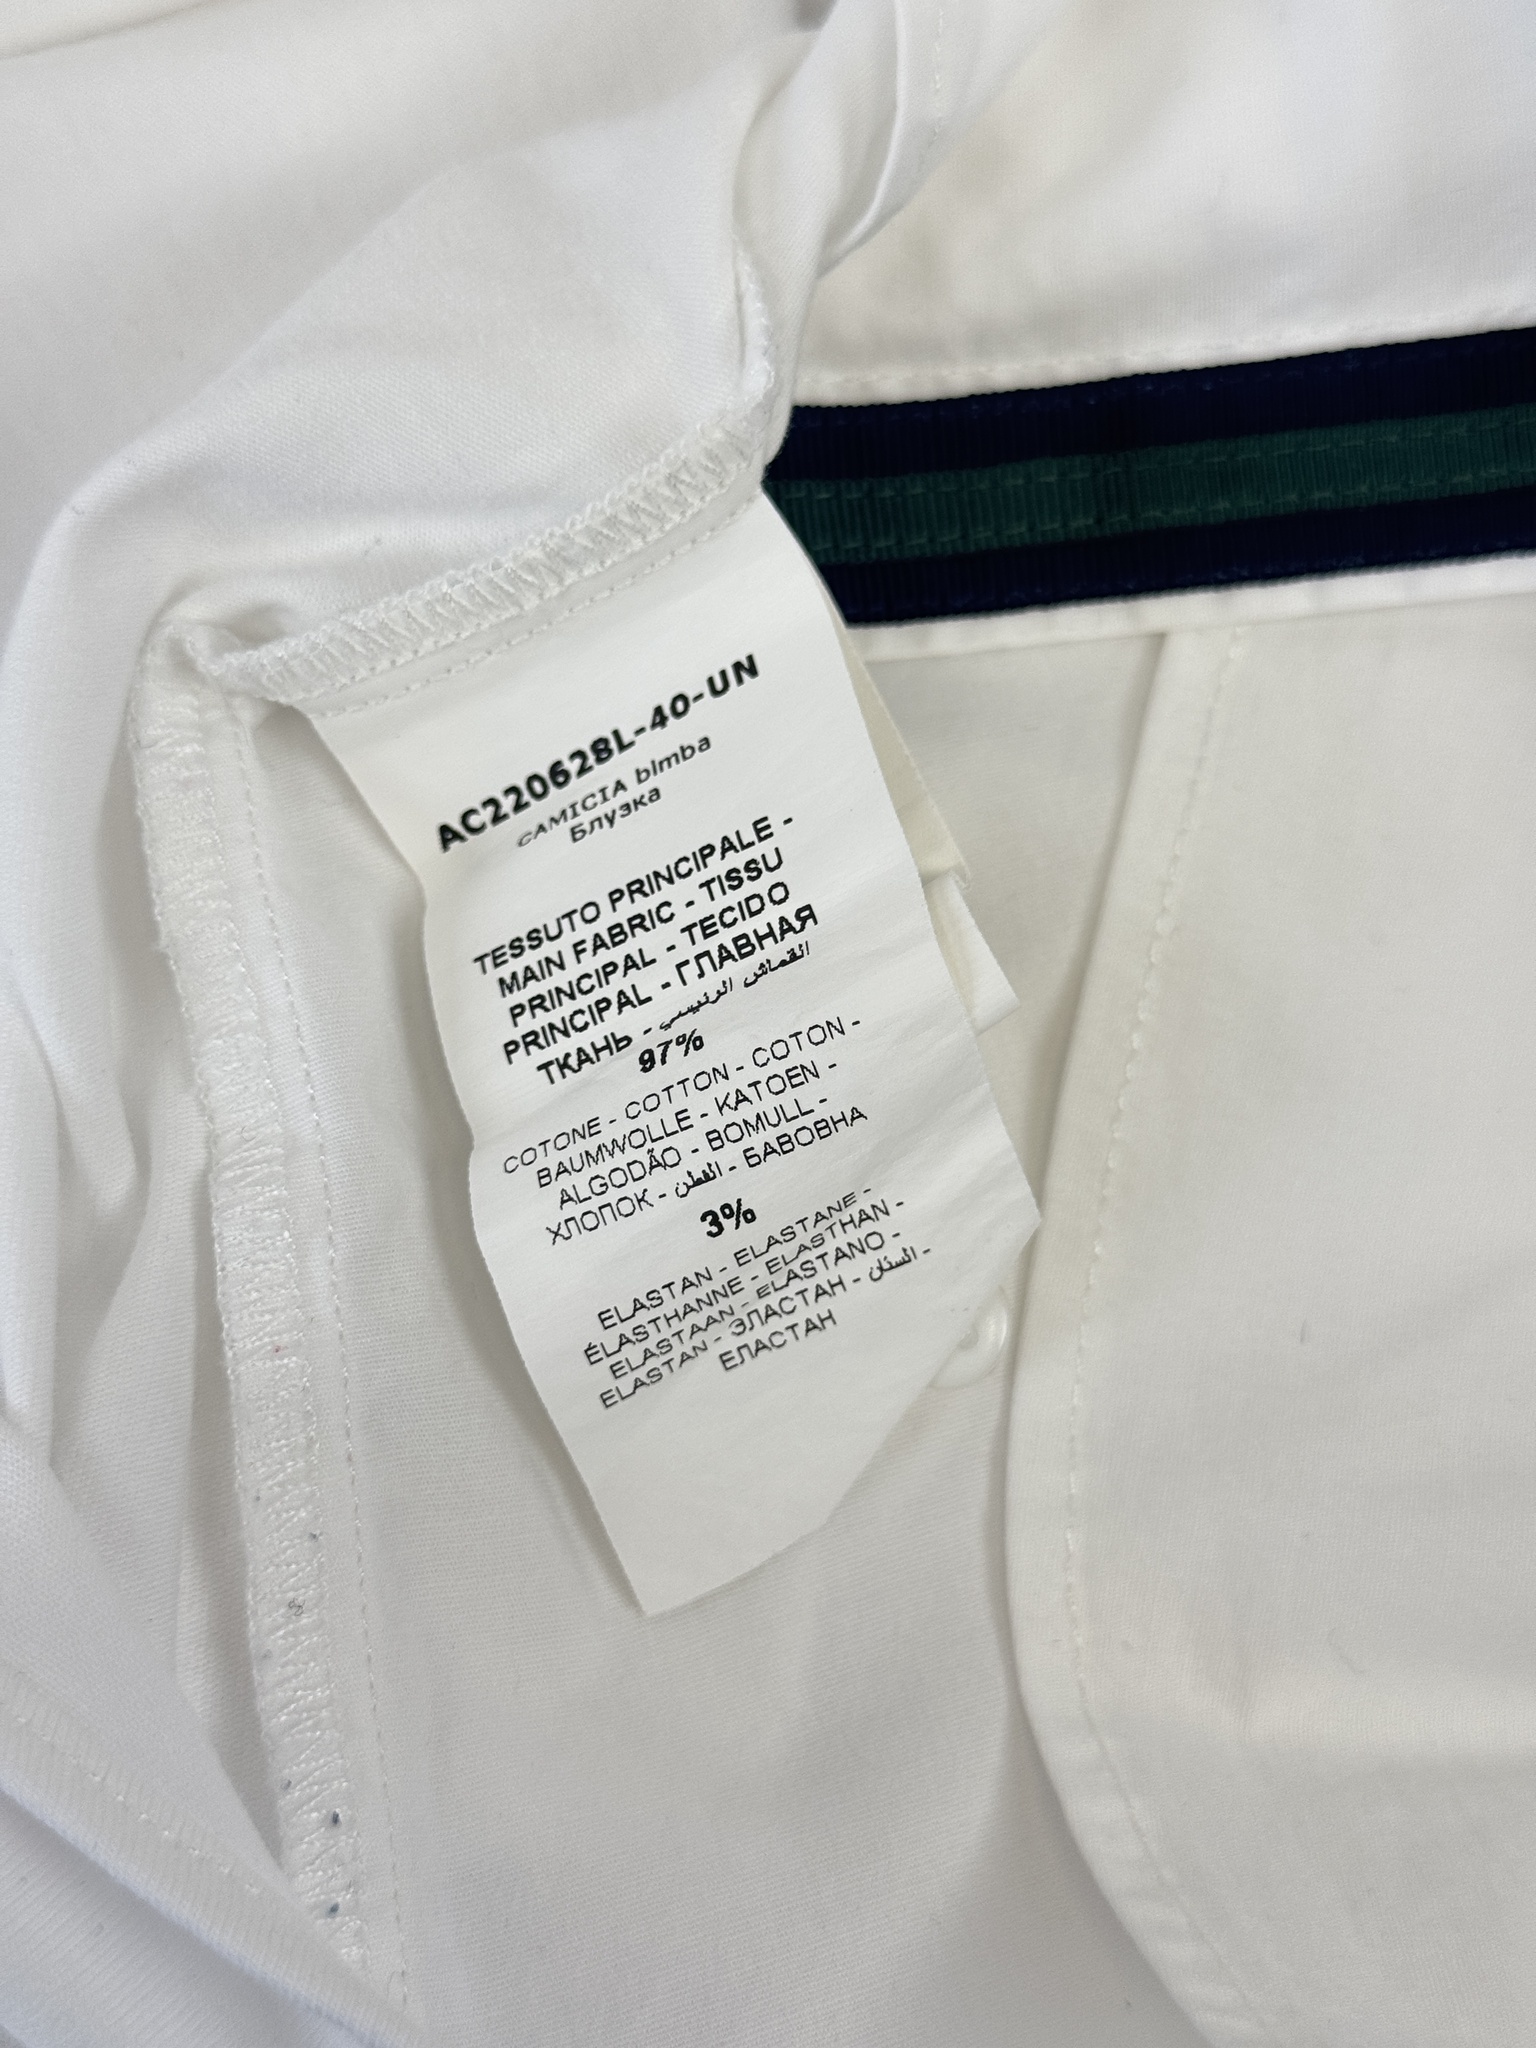 AC220628L-40-UN
CAMICIA bimba
Блузка
TESSUTO PRINCIPALE -
MAIN FABRIC - TISSU
PRINCIPAL - TECIDO
PRINCIPAL - ГЛАВНАЯ
ТКАНЬ - القماش الرئيسي
97%
COTONE - COTTON - COTON -
BAUMWOLLE - KATOEN -
ALGODÃO - BOMULL -
ХЛОПОК - القطن - БАВОВНА
3%
ELASTAN - ELASTANE -
ÉLASTHANNE - ELASTHAN -
ELASTAAN - ELASTANO -
ELASTAN - ЭЛАСТАН - الستان -
ЕЛАСТАН